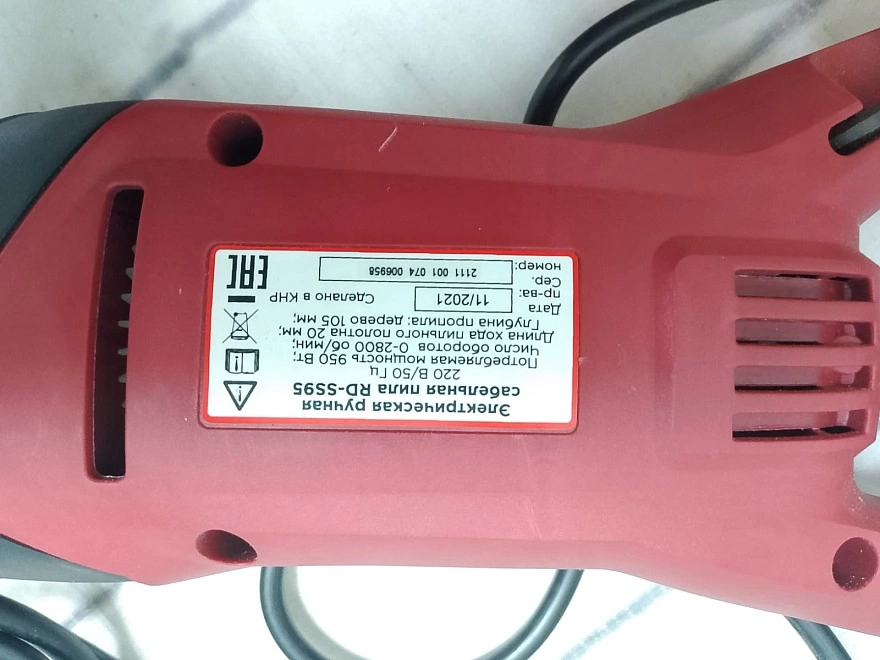 Электрическая ручная
сабельная пила RD-SS95
220 В/50 Гц
Потребляемая мощность 950 Вт;
Число оборотов 0-2800 об/мин;
Длина хода пильного полотна 20 мм;
Глубина пропила: дерево 105 мм;
Дата
пр-ва: 11/2021 Сделано в КНР
Сер.
номер: 2111 001 074 006958
EAC